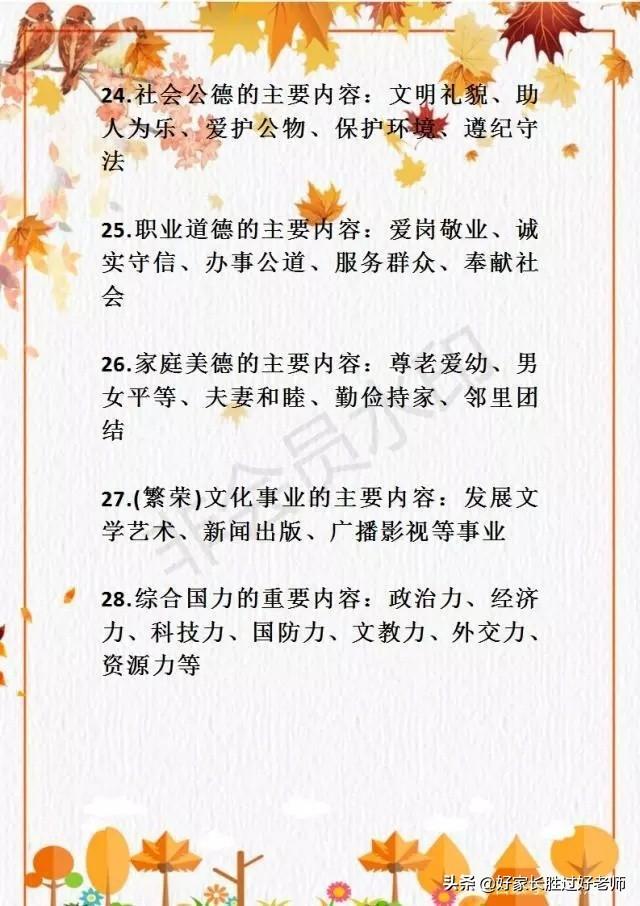 24.社会公德的主要内容：文明礼貌、助
人为乐、爱护公物、保护环境、遵纪守
法
25.职业道德的主要内容：爱岗敬业、诚
实守信、办事公道、服务群众、奉献社
会
26.家庭美德的主要内容：尊老爱幼、男
女平等、夫妻和睦、勤俭持家、邻里团
结
27.(繁荣)文化事业的主要内容：发展文
学艺术、新闻出版、广播影视等事业
28.综合国力的重要内容：政治力、经济
力、科技力、国防力、文教力、外交力、
资源力等
非会员水印
头条@好家长胜过好老师